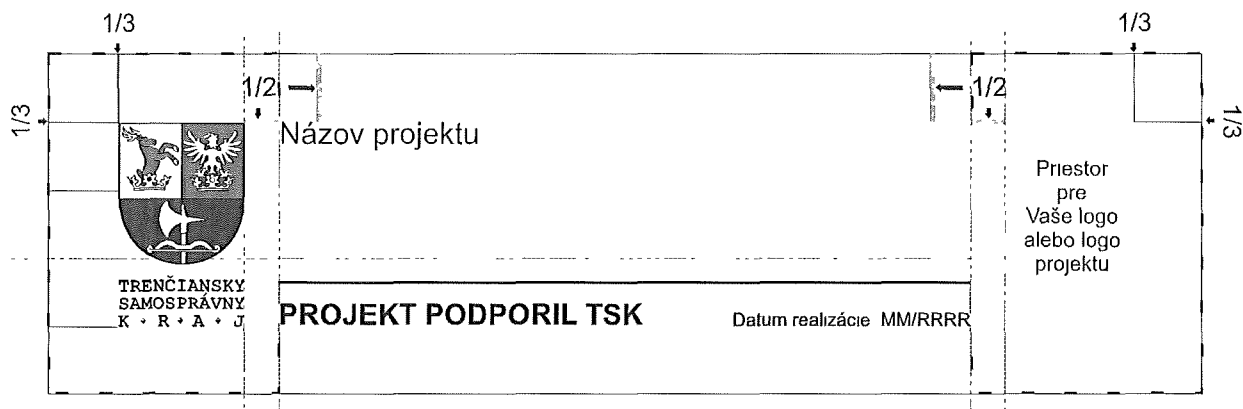 1/3
1/3
1/2
1/2
1/3
1/3
Názov projektu
Priestor
pre
Vaše logo
alebo logo
projektu
TRENČIANSKY
SAMOSPRÁVNY
K · R · A · J
PROJEKT PODPORIL TSK
Datum realizácie MM/RRRR